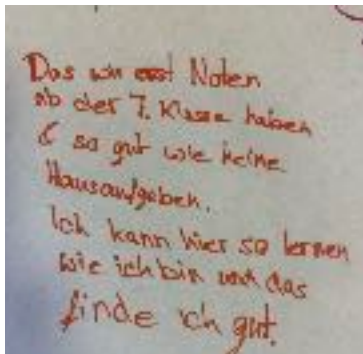 Das wir erst Noten
ab der 7. Klasse haben
& so gut wie keine
Hausaufgaben.
Ich kann hier so lernen
wie ich bin und das
finde ich gut.